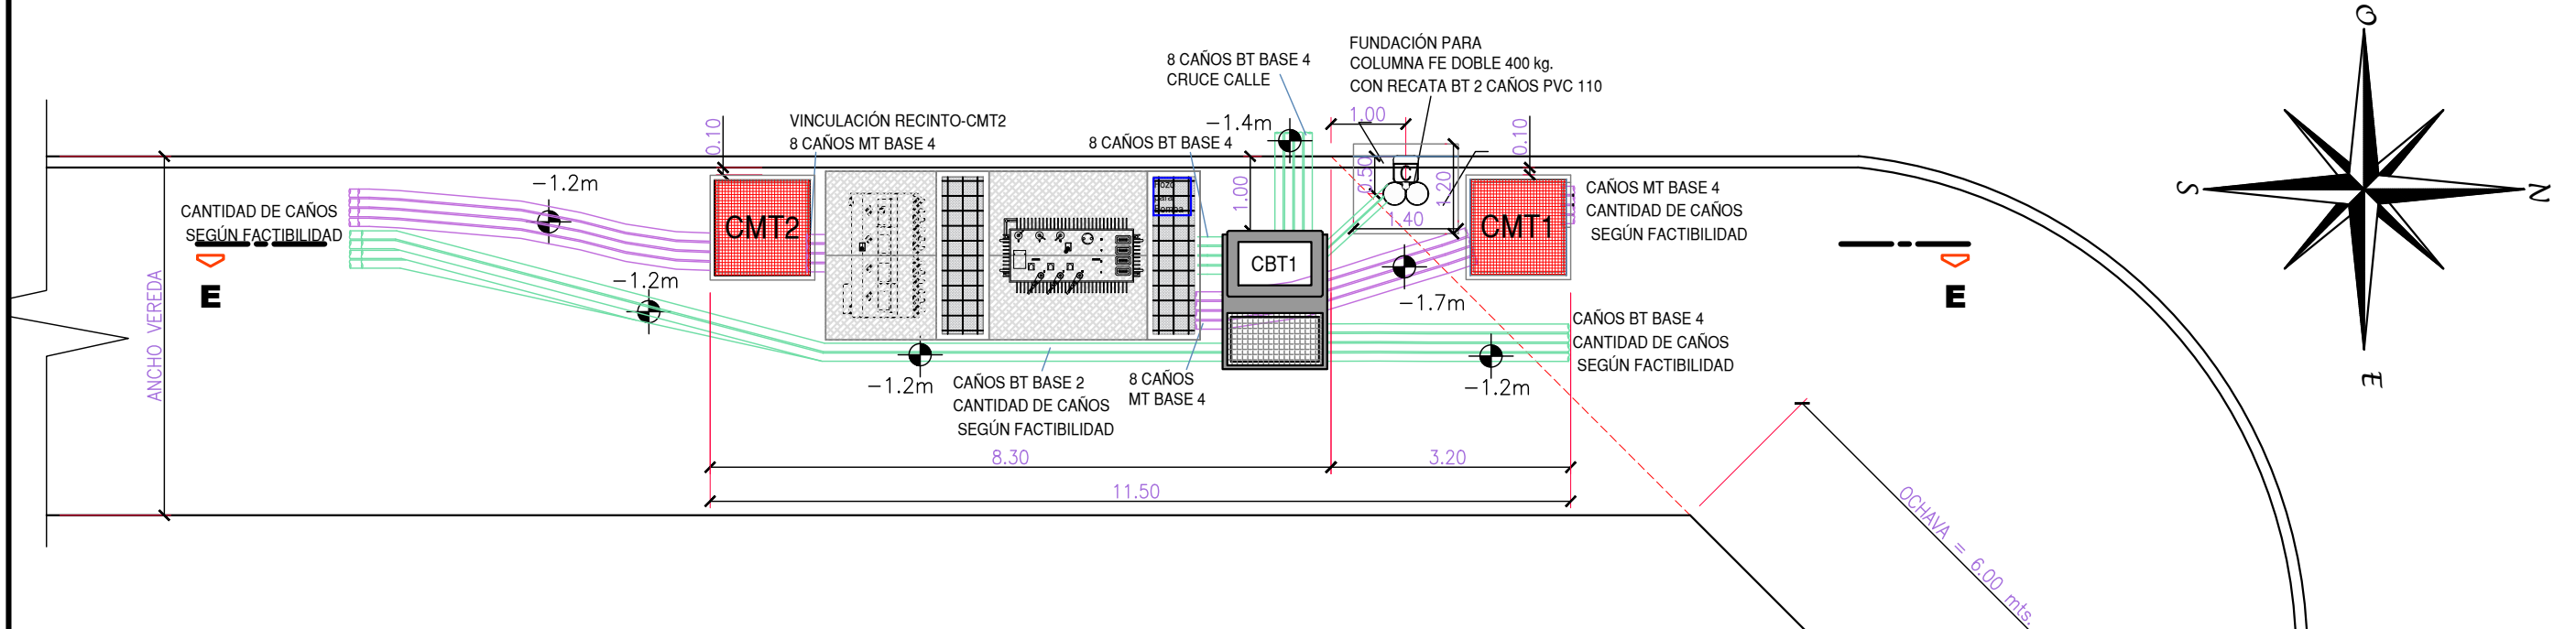 O
FUNDACIÓN PARA
COLUMNA FE DOBLE 400 kg.
CON RECATA BT 2 CAÑOS PVC 110
8 CAÑOS BT BASE 4
CRUCE CALLE
1.00
-1.4m
VINCULACIÓN RECINTO-CMT2
8 CAÑOS MT BASE 4
8 CAÑOS BT BASE 4
0.10
0.10
-1.2m
CANTIDAD DE CAÑOS
SEGÚN FACTIBILIDAD
E
CMT2
Pozo
para
Bomba
1.00
0.50
C
1.20
1.40
CMT1
CAÑOS MT BASE 4
CANTIDAD DE CAÑOS
SEGÚN FACTIBILIDAD
S
N
CBT1
-1.2m
-1.7m
E
ANCHO VEREDA
CAÑOS BT BASE 4
CANTIDAD DE CAÑOS
SEGÚN FACTIBILIDAD
-1.2m
CAÑOS BT BASE 2
CANTIDAD DE CAÑOS
SEGÚN FACTIBILIDAD
8 CAÑOS
MT BASE 4
-1.2m
E
8.30
3.20
11.50
OCHAVA = 6.00 mts.